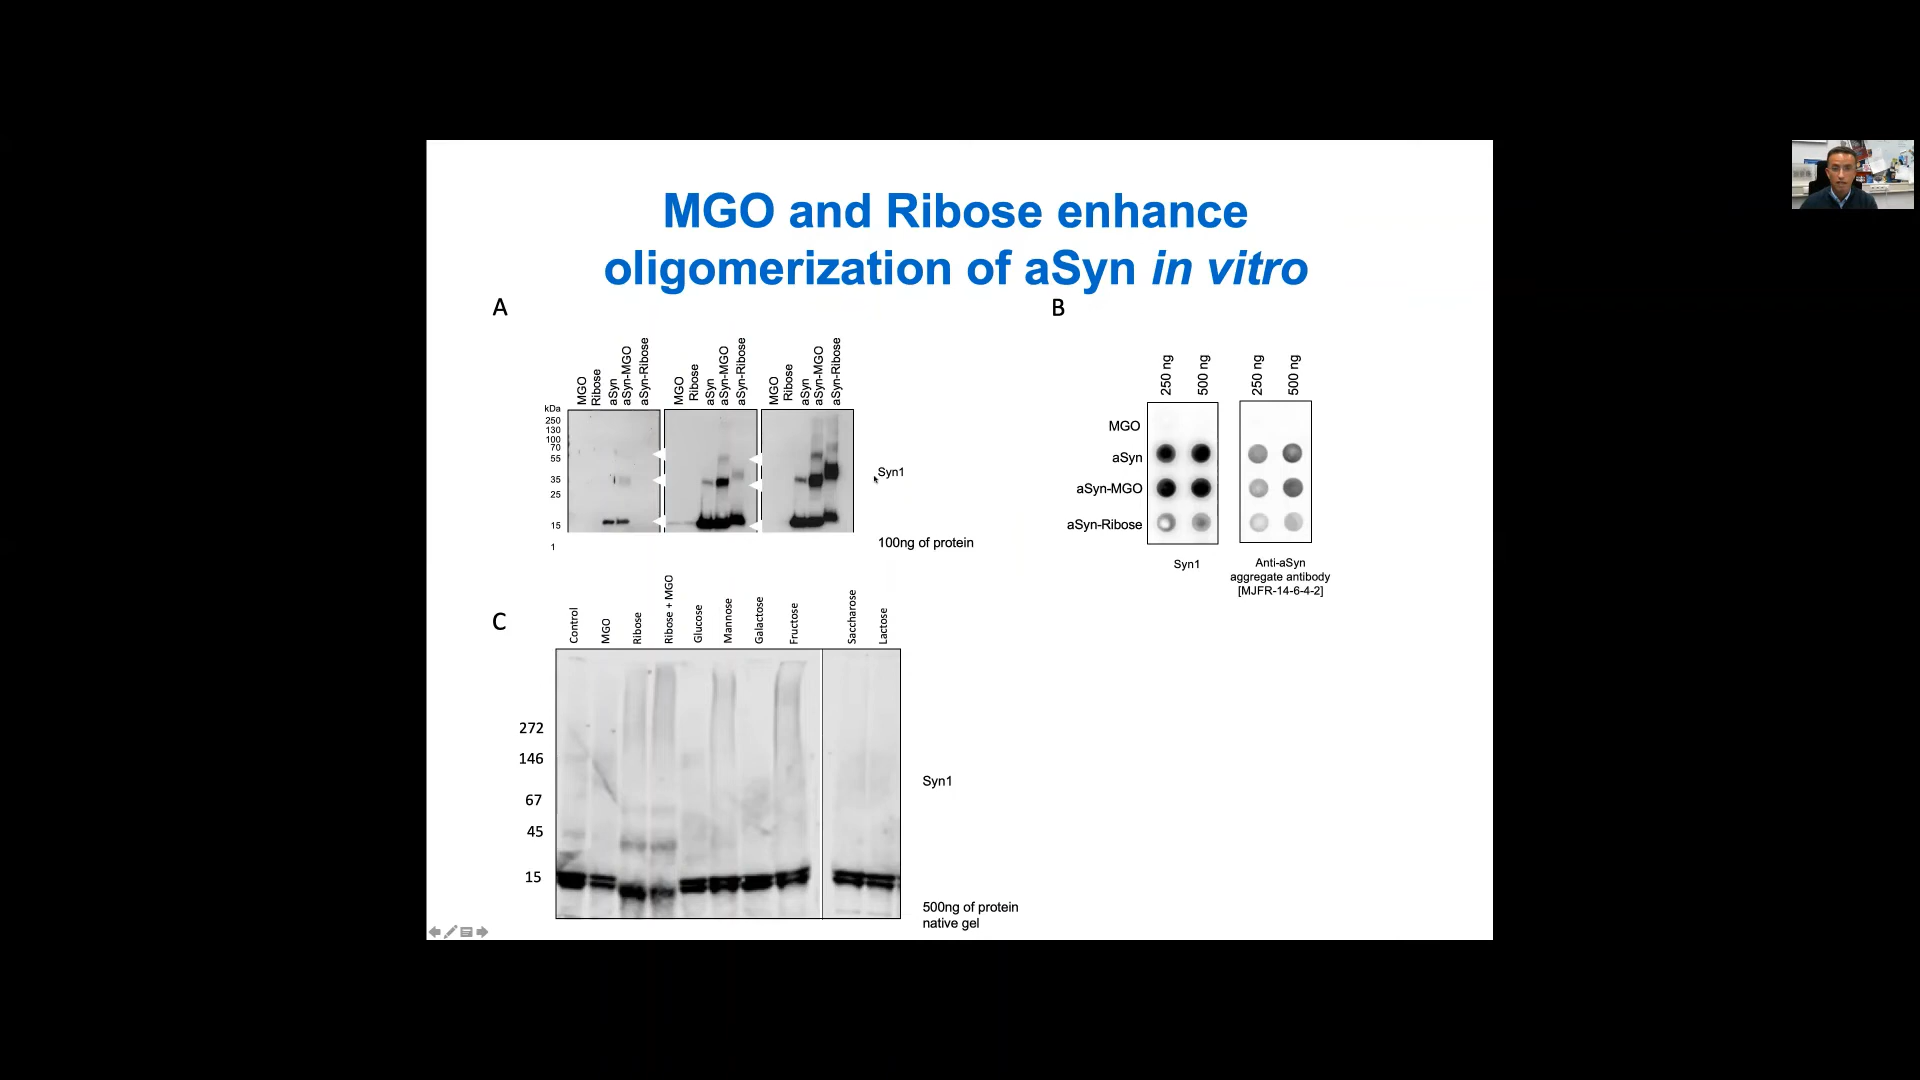 MGO and Ribose enhance
oligomerization of aSyn in vitro
A
B
MGO
Ribose
aSyn
aSyn-MGO
aSyn-Ribose
MGO
Ribose
aSyn
aSyn-MGO
aSyn-Ribose
MGO
Ribose
aSyn
aSyn-MGO
aSyn-Ribose
kDa
250
130
100
70
55
35
25
15
1
Syn1
100ng of protein
250 ng
500 ng
250 ng
500 ng
MGO
aSyn
aSyn-MGO
aSyn-Ribose
Syn1
Anti-aSyn
aggregate antibody
[MJFR-14-6-4-2]
C
Control
MGO
Ribose
Ribose + MGO
Glucose
Mannose
Galactose
Fructose
Saccharose
Lactose
272
146
67
45
15
Syn1
500ng of protein
native gel